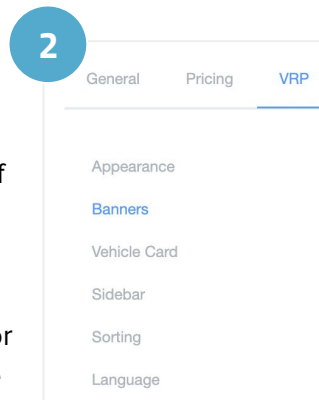 2
General Pricing VRP
Appearance
Banners
Vehicle Card
Sidebar
Sorting
Language